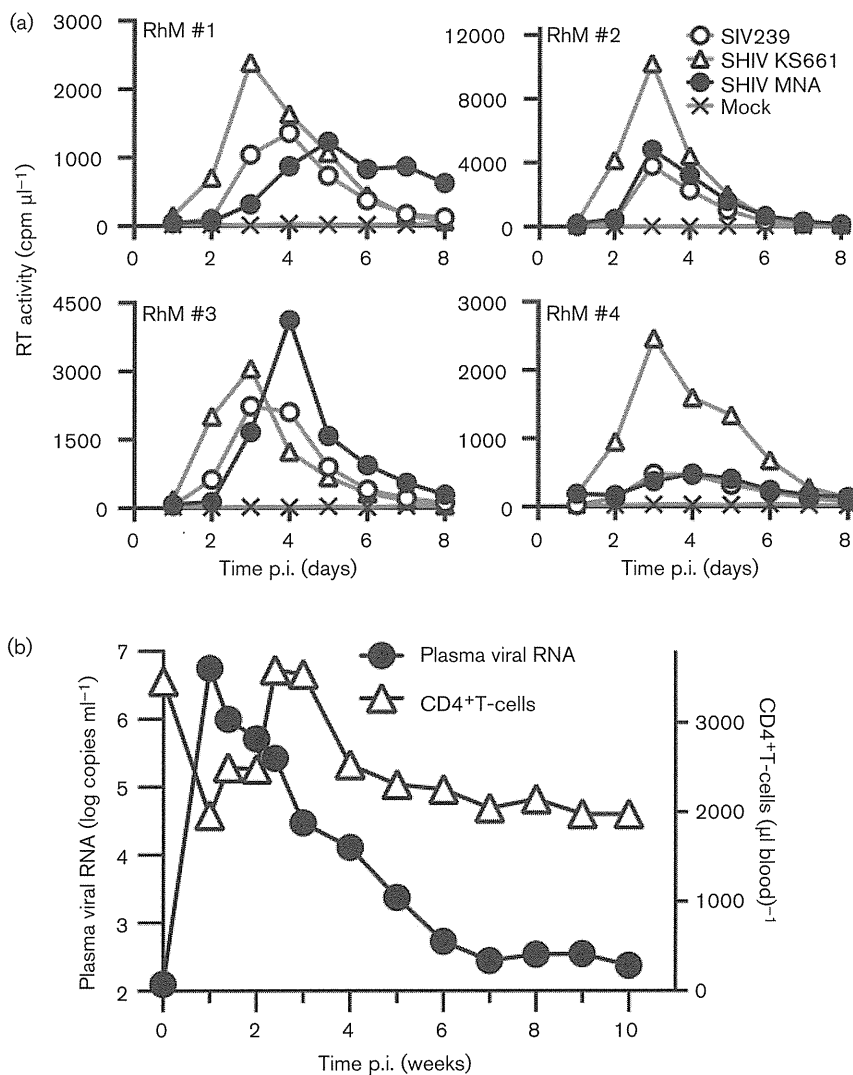 (a)
3000
2000
1000
0
RhM #1
0 2 4 6 8
12000
8000
4000
0
RhM #2
0 2 4 6 8
SIV239
SHIV KS661
SHIV MNA
Mock
RT activity (cpm µl⁻¹)
4500
3000
1500
0
RhM #3
0 2 4 6 8
Time p.i. (days)
3000
2000
1000
0
RhM #4
0 2 4 6 8
Time p.i. (days)
(b)
Plasma viral RNA (log copies ml⁻¹)
7
6
5
4
3
2
Plasma viral RNA
CD4⁺T-cells
3000
2000
1000
0
CD4⁺T-cells (µl blood)⁻¹
0 2 4 6 8 10
Time p.i. (weeks)